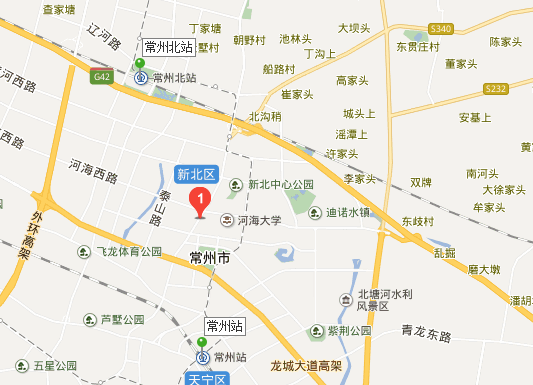 查家塘
辽河路
丁家塘
朝野村
池林头
大坝头
S340
常州北站
墅村
丁沟上
东贯庄村
陈家头
船路村
董家头
G42
常州北站
高家头
S232
河西路
崔家头
北沟稍
城头上
安基上
西路
谣潭上
许家头
黄
河海西路
新北区
李家头
双牌
南河头
泰山路
新北中心公园
大徐家头
1
迪诺水镇
牟家头
外环高架
河海大学
东歧村
飞龙体育公园
常州市
乱掘
磨大墩
北塘河水利
风景区
潘胡
芦墅公园
常州站
紫荆公园
青龙东路
五星公园
常州站
龙城大道高架
天宁区